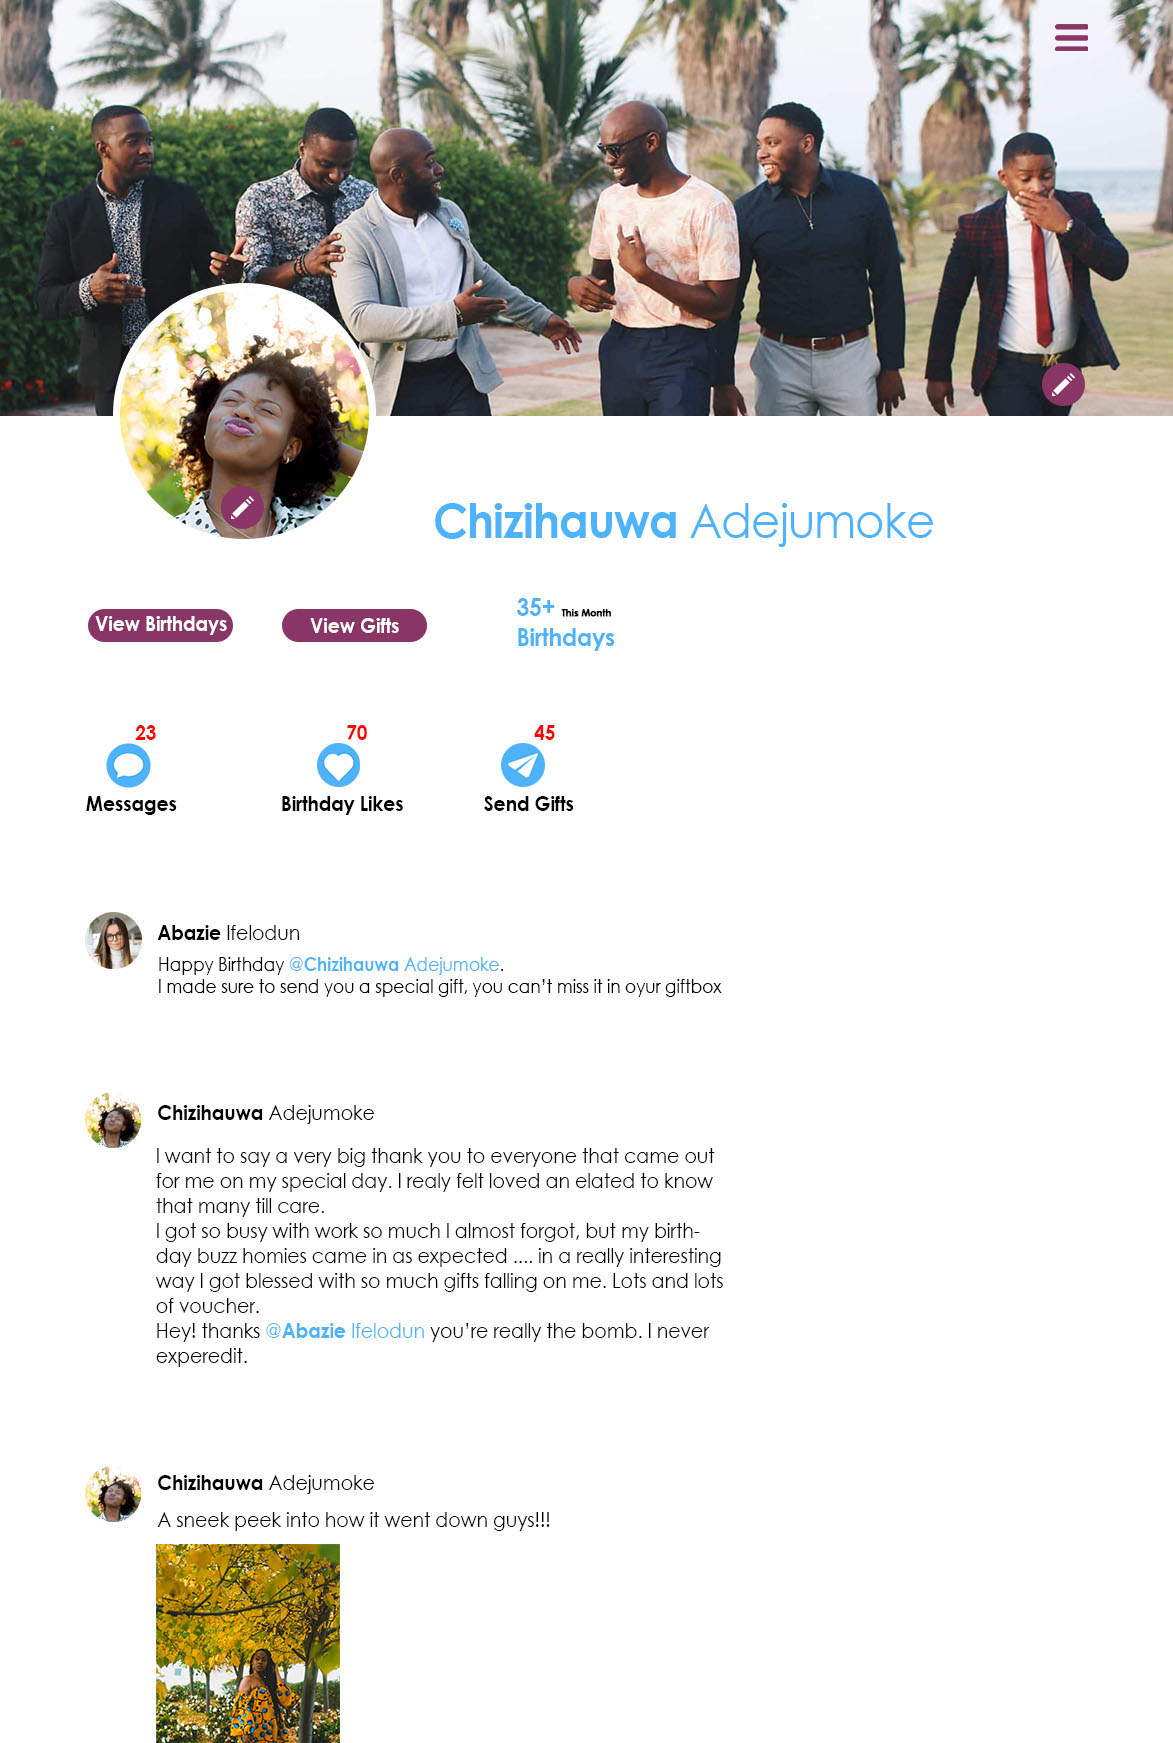 Chizihauwa Adejumoke
View Birthdays
View Gifts
35+ This Month
Birthdays
23
70
45
Messages
Birthday Likes
Send Gifts
Abazie Ifelodun
Happy Birthday @Chizihauwa Adejumoke.
I made sure to send you a special gift, you can't miss it in oyur giftbox
Chizihauwa Adejumoke
I want to say a very big thank you to everyone that came out
for me on my special day. I realy felt loved an elated to know
that many till care.
I got so busy with work so much I almost forgot, but my birth-
day buzz homies came in as expected .... in a really interesting
way I got blessed with so much gifts falling on me. Lots and lots
of voucher.
Hey! thanks @Abazie Ifelodun you're really the bomb. I never
experedit.
Chizihauwa Adejumoke
A sneek peek into how it went down guys!!!